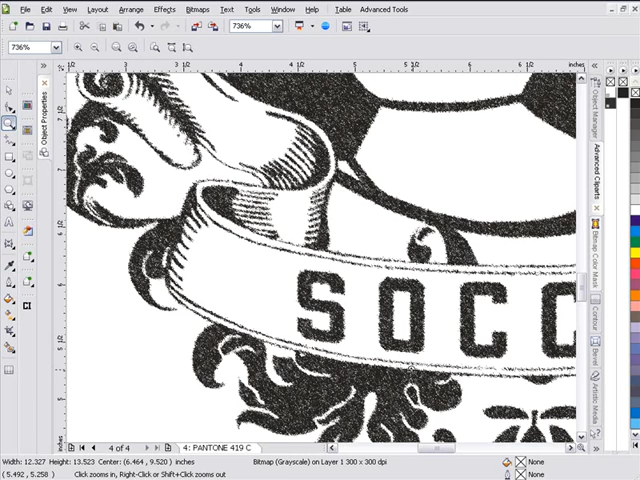 File Edit View Layout Arrange Effects Bitmaps Text Tools Window Help Table Advanced Tools
736%
736%
inches
Object Properties
SOCC
Object Manager
Advanced Cliparts
Bitmap Color Mask
Contour
Bevel
Artistic Media
inches
4 of 4
4: PANTONE 419 C
Width: 12.327 Height: 13.523 Center: (6.464 , 9.520 ) inches
Bitmap (Grayscale) on Layer 1 300 x 300 dpi
None
( 5.492 , 5.258 )
Click zooms in, Right-Click or Shift+Click zooms out
None